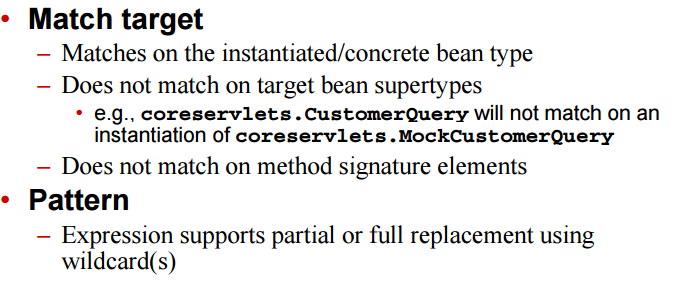 • Match target
– Matches on the instantiated/concrete bean type
– Does not match on target bean supertypes
• e.g., coreservlets.CustomerQuery will not match on an
instantiation of coreservlets.MockCustomerQuery
– Does not match on method signature elements
• Pattern
– Expression supports partial or full replacement using
wildcard(s)